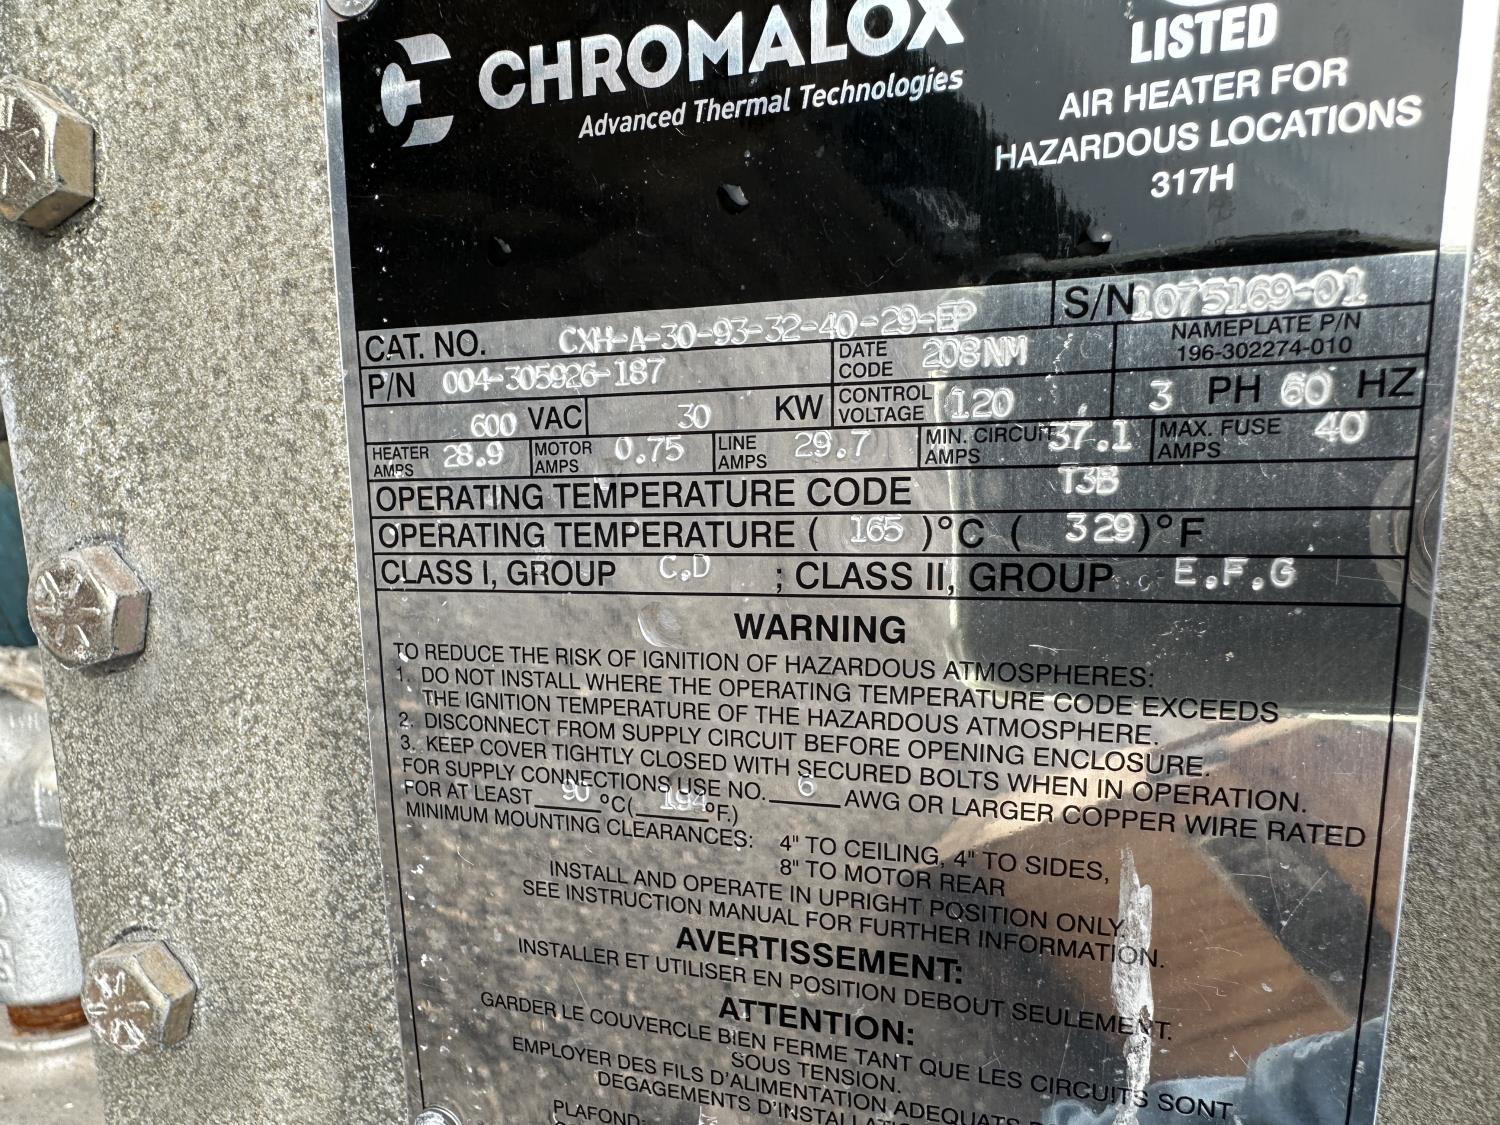 CHROMALOX
Advanced Thermal Technologies
LISTED
AIR HEATER FOR
HAZARDOUS LOCATIONS
317H
CAT. NO. CXH-A-30-93-32-40-29-EP S/N 1075169-01
P/N 004-305926-187 DATE CODE 208NM NAMEPLATE P/N 196-302274-010
600 VAC 30 KW CONTROL VOLTAGE 120 3 PH 60 HZ
HEATER AMPS 28.9 MOTOR AMPS 0.75 LINE AMPS 29.7 MIN. CIRCUIT AMPS 37.1 MAX. FUSE AMPS 40
OPERATING TEMPERATURE CODE T3B
OPERATING TEMPERATURE ( 165 )°C ( 329 )°F
CLASS I, GROUP C,D ; CLASS II, GROUP E.F.G
WARNING
TO REDUCE THE RISK OF IGNITION OF HAZARDOUS ATMOSPHERES:
1. DO NOT INSTALL WHERE THE OPERATING TEMPERATURE CODE EXCEEDS
THE IGNITION TEMPERATURE OF THE HAZARDOUS ATMOSPHERE.
2. DISCONNECT FROM SUPPLY CIRCUIT BEFORE OPENING ENCLOSURE.
3. KEEP COVER TIGHTLY CLOSED WITH SECURED BOLTS WHEN IN OPERATION.
FOR SUPPLY CONNECTIONS USE NO. 6 AWG OR LARGER COPPER WIRE RATED
FOR AT LEAST 90 °C( 194 °F.)
MINIMUM MOUNTING CLEARANCES: 4" TO CEILING, 4" TO SIDES,
8" TO MOTOR REAR
INSTALL AND OPERATE IN UPRIGHT POSITION ONLY.
SEE INSTRUCTION MANUAL FOR FURTHER INFORMATION.
AVERTISSEMENT:
INSTALLER ET UTILISER EN POSITION DEBOUT SEULEMENT.
ATTENTION:
GARDER LE COUVERCLE BIEN FERME TANT QUE LES CIRCUITS SONT
SOUS TENSION.
EMPLOYER DES FILS D'ALIMENTATION ADEQUATS
DEGAGEMENTS
PLAFOND: